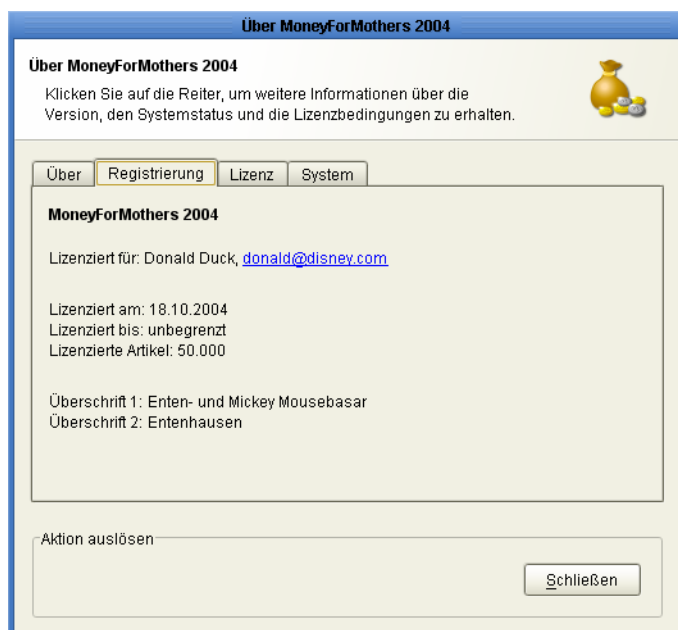 Über MoneyForMothers 2004
Über MoneyForMothers 2004
Klicken Sie auf die Reiter, um weitere Informationen über die
Version, den Systemstatus und die Lizenzbedingungen zu erhalten.
Über Registrierung Lizenz System
MoneyForMothers 2004
Lizenziert für: Donald Duck, donald@disney.com
Lizenziert am: 18.10.2004
Lizenziert bis: unbegrenzt
Lizenzierte Artikel: 50.000
Überschrift 1: Enten- und Mickey Mousebasar
Überschrift 2: Entenhausen
Aktion auslösen
Schließen